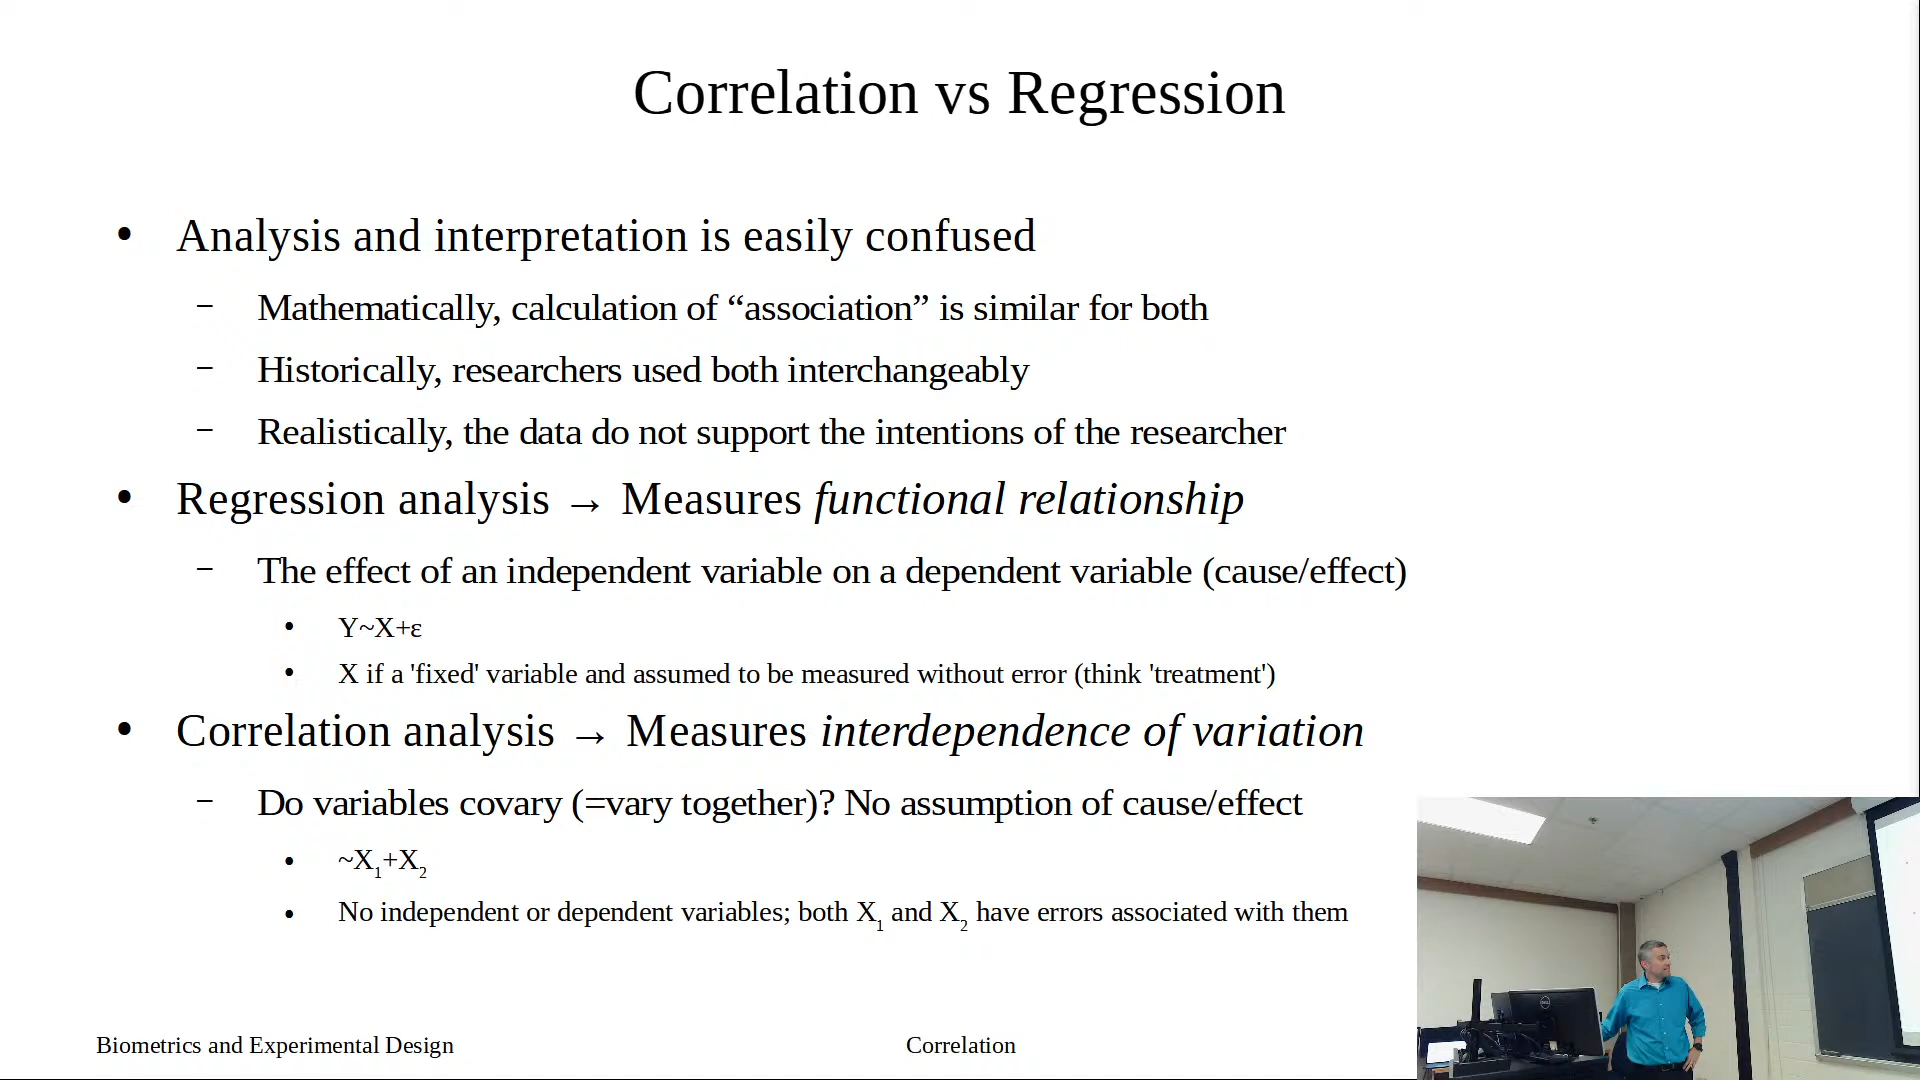 Correlation vs Regression
• Analysis and interpretation is easily confused
– Mathematically, calculation of “association” is similar for both
– Historically, researchers used both interchangeably
– Realistically, the data do not support the intentions of the researcher
• Regression analysis → Measures functional relationship
– The effect of an independent variable on a dependent variable (cause/effect)
• Y~X+ε
• X if a 'fixed' variable and assumed to be measured without error (think 'treatment')
• Correlation analysis → Measures interdependence of variation
– Do variables covary (=vary together)? No assumption of cause/effect
• ~X₁+X₂
• No independent or dependent variables; both X₁ and X₂ have errors associated with them
Biometrics and Experimental Design
Correlation